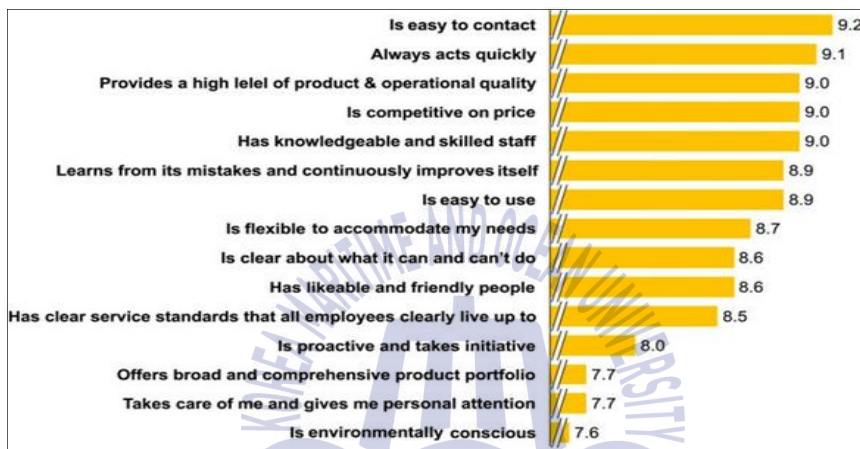 Is easy to contact 9.2
Always acts quickly 9.1
Provides a high lelel of product & operational quality 9.0
Is competitive on price 9.0
Has knowledgeable and skilled staff 9.0
Learns from its mistakes and continuously improves itself 8.9
Is easy to use 8.9
Is flexible to accommodate my needs 8.7
Is clear about what it can and can't do 8.6
Has likeable and friendly people 8.6
Has clear service standards that all employees clearly live up to 8.5
Is proactive and takes initiative 8.0
Offers broad and comprehensive product portfolio 7.7
Takes care of me and gives me personal attention 7.7
Is environmentally conscious 7.6
KOREA MARITIME AND OCEAN UNIVERSITY